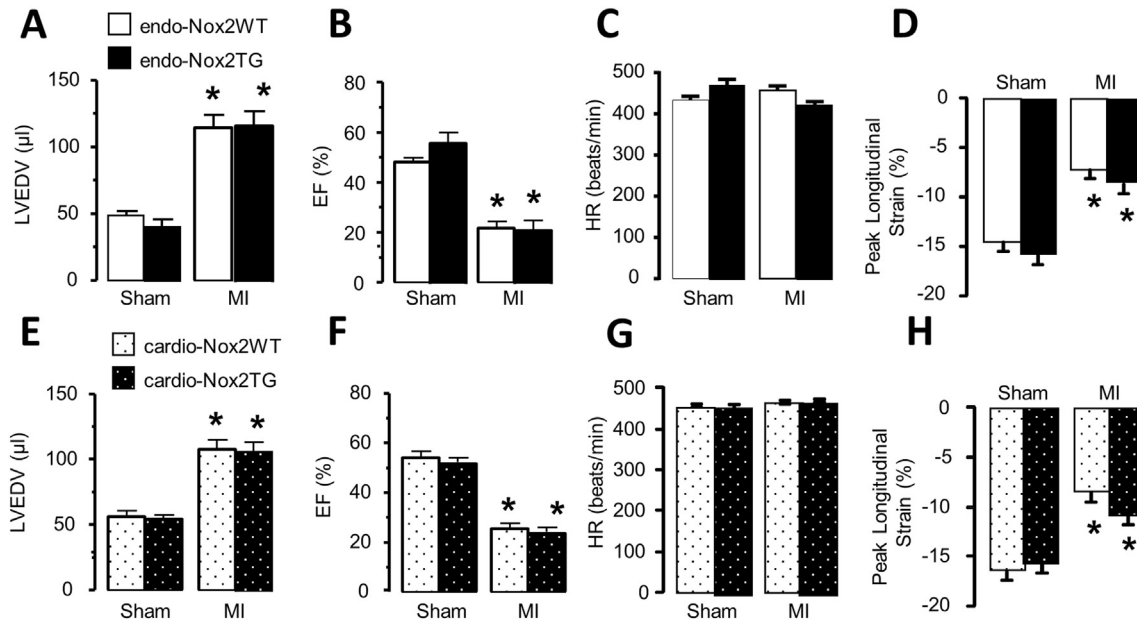 A
endo-Nox2WT
endo-Nox2TG
LVEDV (µl)
150
100
50
0
* *
Sham MI
B
EF (%)
80
60
40
20
0
* *
Sham MI
C
HR (beats/min)
500
400
300
200
100
0
Sham MI
D
Peak Longitudinal
Strain (%)
Sham MI
0
-5
-10
-15
-20
* *
E
cardio-Nox2WT
cardio-Nox2TG
LVEDV (µl)
150
100
50
0
* *
Sham MI
F
EF (%)
80
60
40
20
0
* *
Sham MI
G
HR (beats/min)
500
400
300
200
100
0
Sham MI
H
Peak Longitudinal
Strain (%)
Sham MI
0
-5
-10
-15
-20
* *